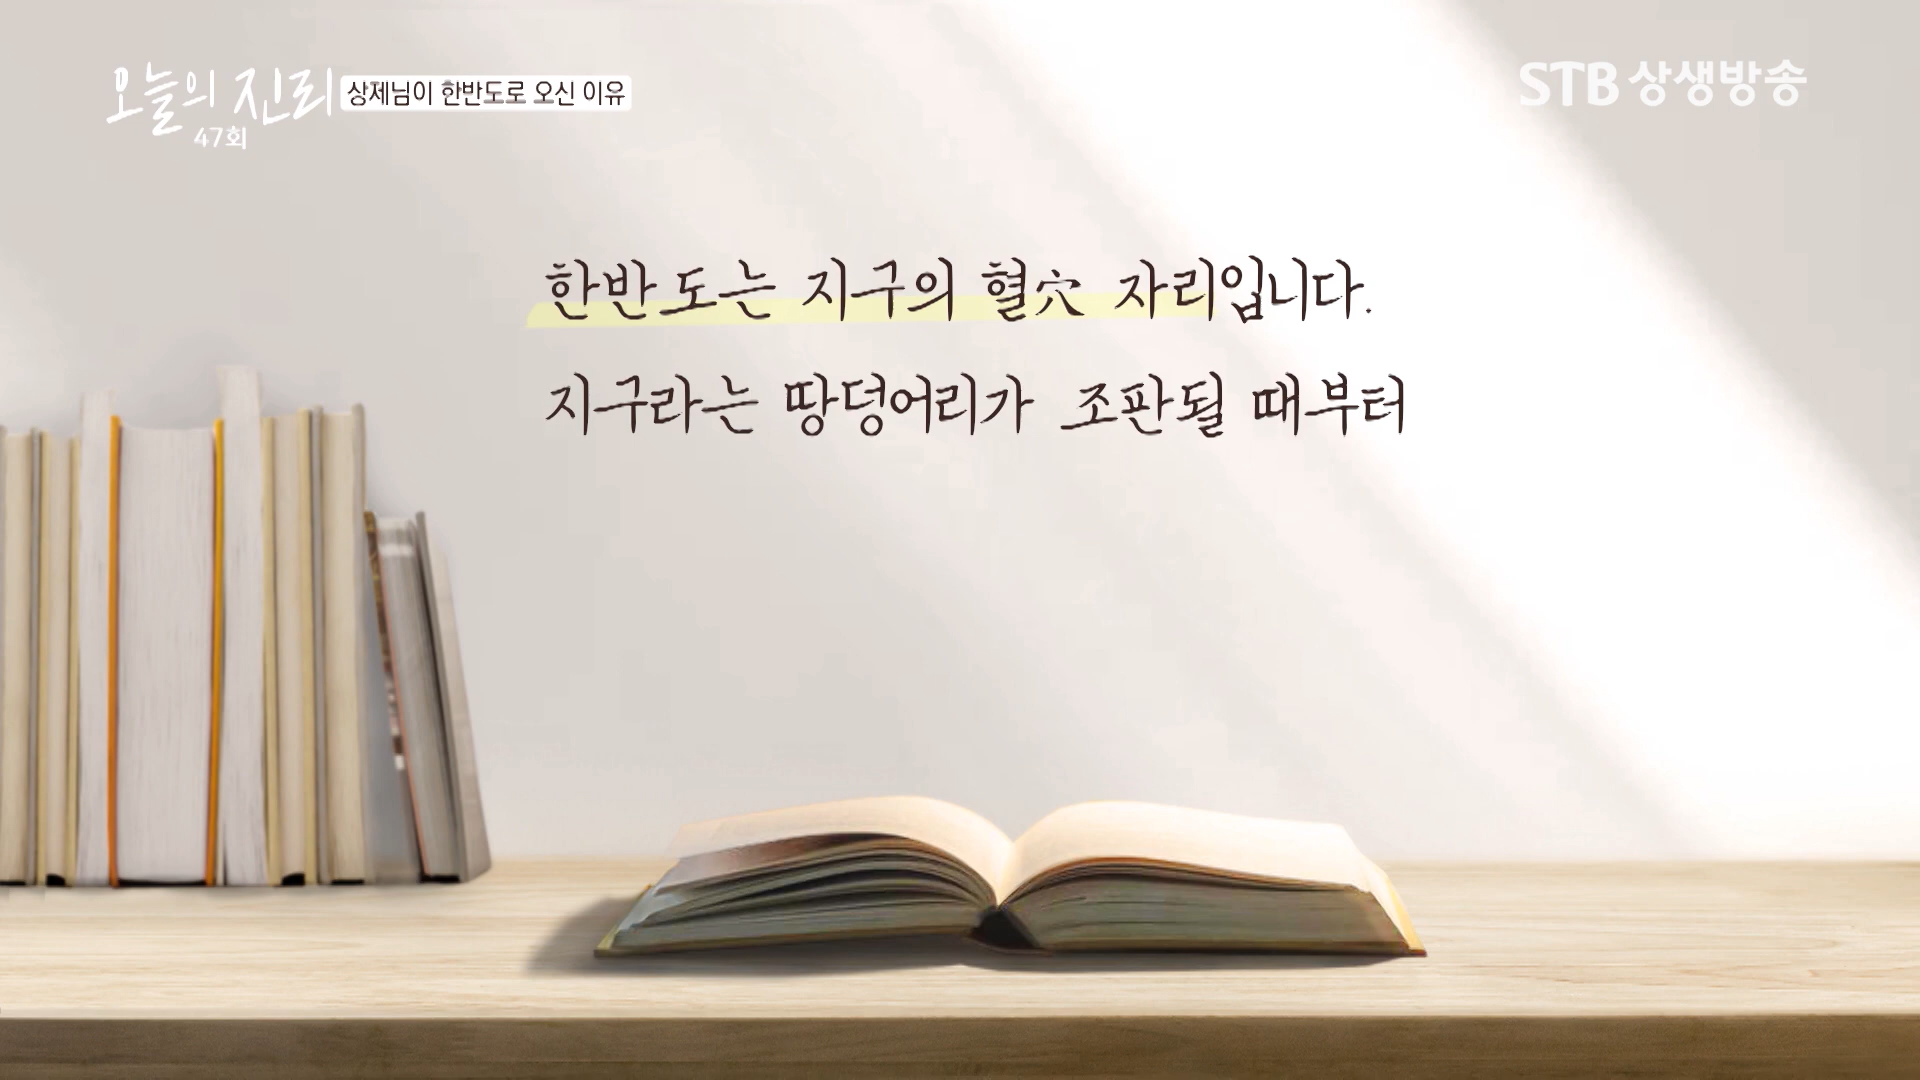 오늘의 진리
47회
상제님이 한반도로 오신 이유
STB 상생방송
한반도는 지구의 혈穴 자리입니다.
지구라는 땅덩어리가 조판될 때부터